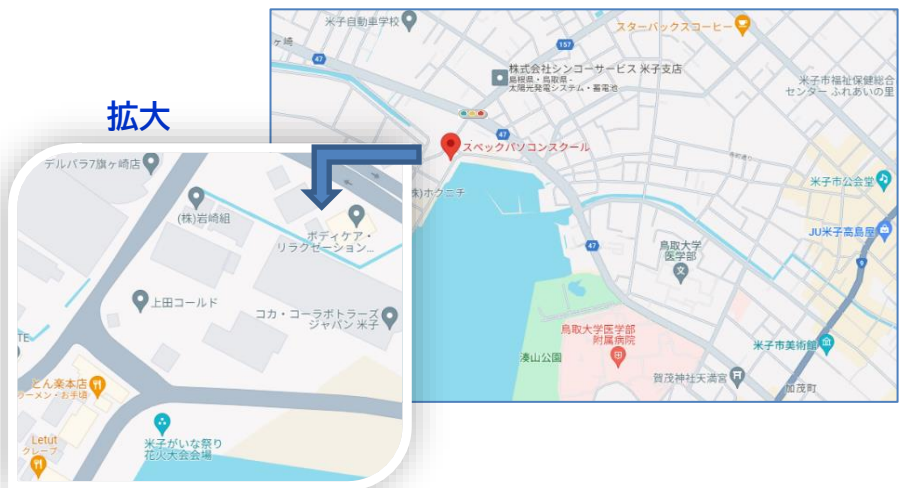 米子自動車学校
スターバックスコーヒー
ヶ崎
157
47
株式会社シンコーサービス 米子支店
島根県・鳥取県 -
太陽光発電システム・蓄電池
米子市福祉保健総合
センター ふれあいの里
拡大
47
スペックパソコンスクール
株)ホクニチ
米子市公会堂
JU米子髙島屋
47
9
鳥取大学
医学部
鳥取大学医学部
附属病院
湊山公園
米子市美術館
賀茂神社天満宮
加茂町
デルパラ7旗ヶ崎店
(株)岩崎組
ボディケア・
リラクゼーション...
上田コールド
コカ・コーラボトラーズ
ジャパン 米子
TE
とん楽本店
ラーメン・お手頃
米子がいな祭り
花火大会会場
Letut
クレープ